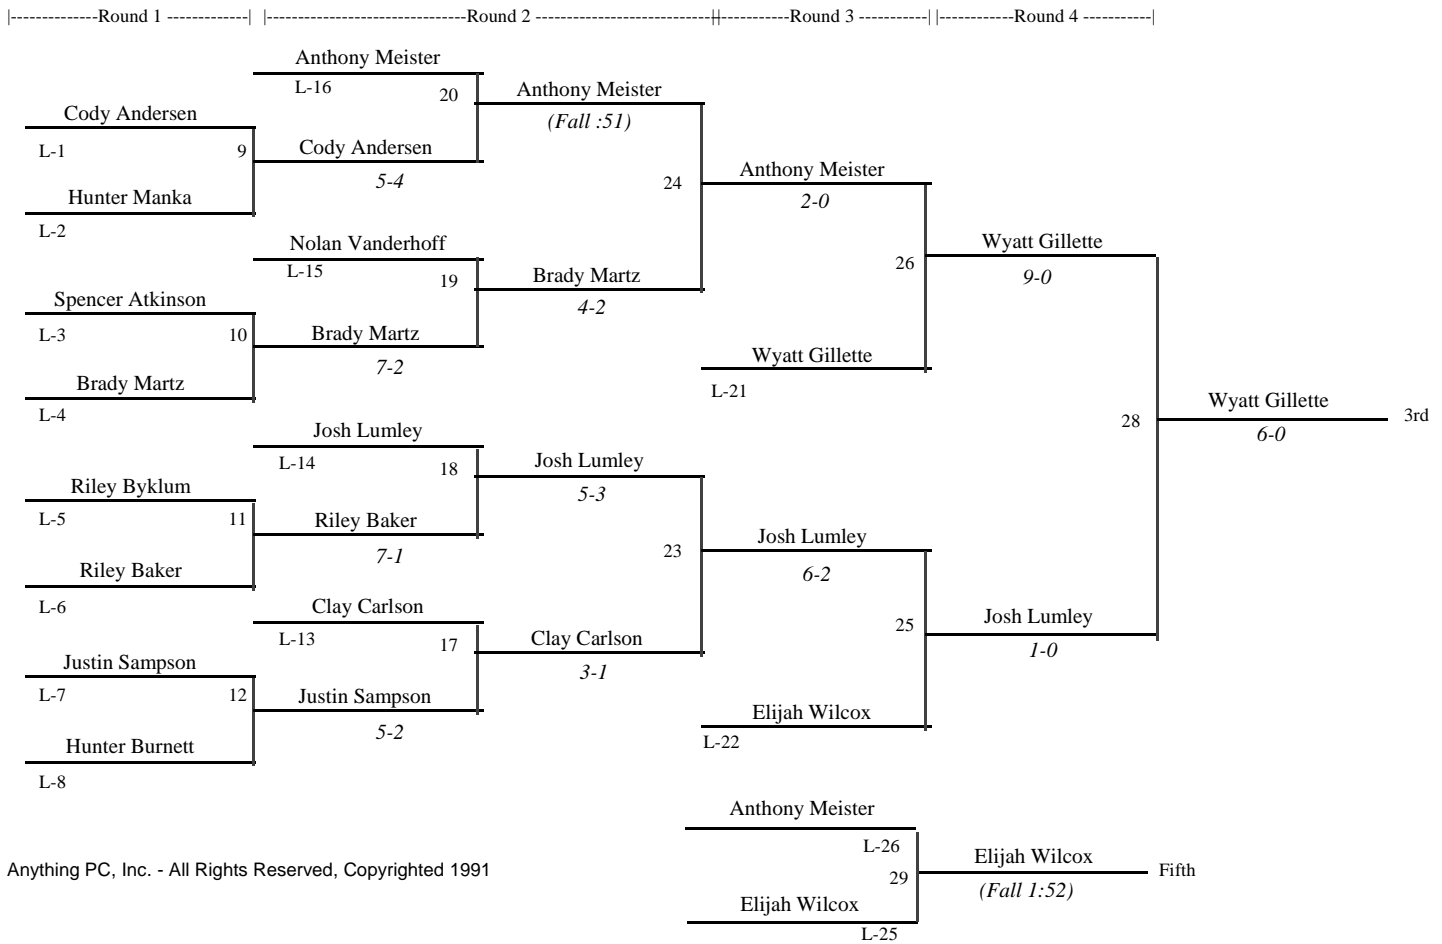 |--------------Round 1 -------------| |-----------------------------Round 2 --------------------------||-----------Round 3 -----------| |------------Round 4 -----------|
Anthony Meister
L-16
20
Anthony Meister
(Fall :51)
Cody Andersen
L-1
9
Cody Andersen
5-4
Hunter Manka
L-2
24
Anthony Meister
2-0
Nolan Vanderhoff
L-15
19
Brady Martz
4-2
26
Wyatt Gillette
9-0
Spencer Atkinson
L-3
10
Brady Martz
7-2
Brady Martz
L-4
Wyatt Gillette
L-21
28
Wyatt Gillette
6-0
3rd
Josh Lumley
L-14
18
Josh Lumley
5-3
Riley Byklum
L-5
11
Riley Baker
7-1
Riley Baker
L-6
23
Josh Lumley
6-2
Clay Carlson
L-13
17
Clay Carlson
3-1
25
Josh Lumley
1-0
Justin Sampson
L-7
12
Justin Sampson
5-2
Hunter Burnett
L-8
Elijah Wilcox
L-22
Anthony Meister
L-26
29
Elijah Wilcox
(Fall 1:52)
Fifth
Elijah Wilcox
L-25
Anything PC, Inc. - All Rights Reserved, Copyrighted 1991